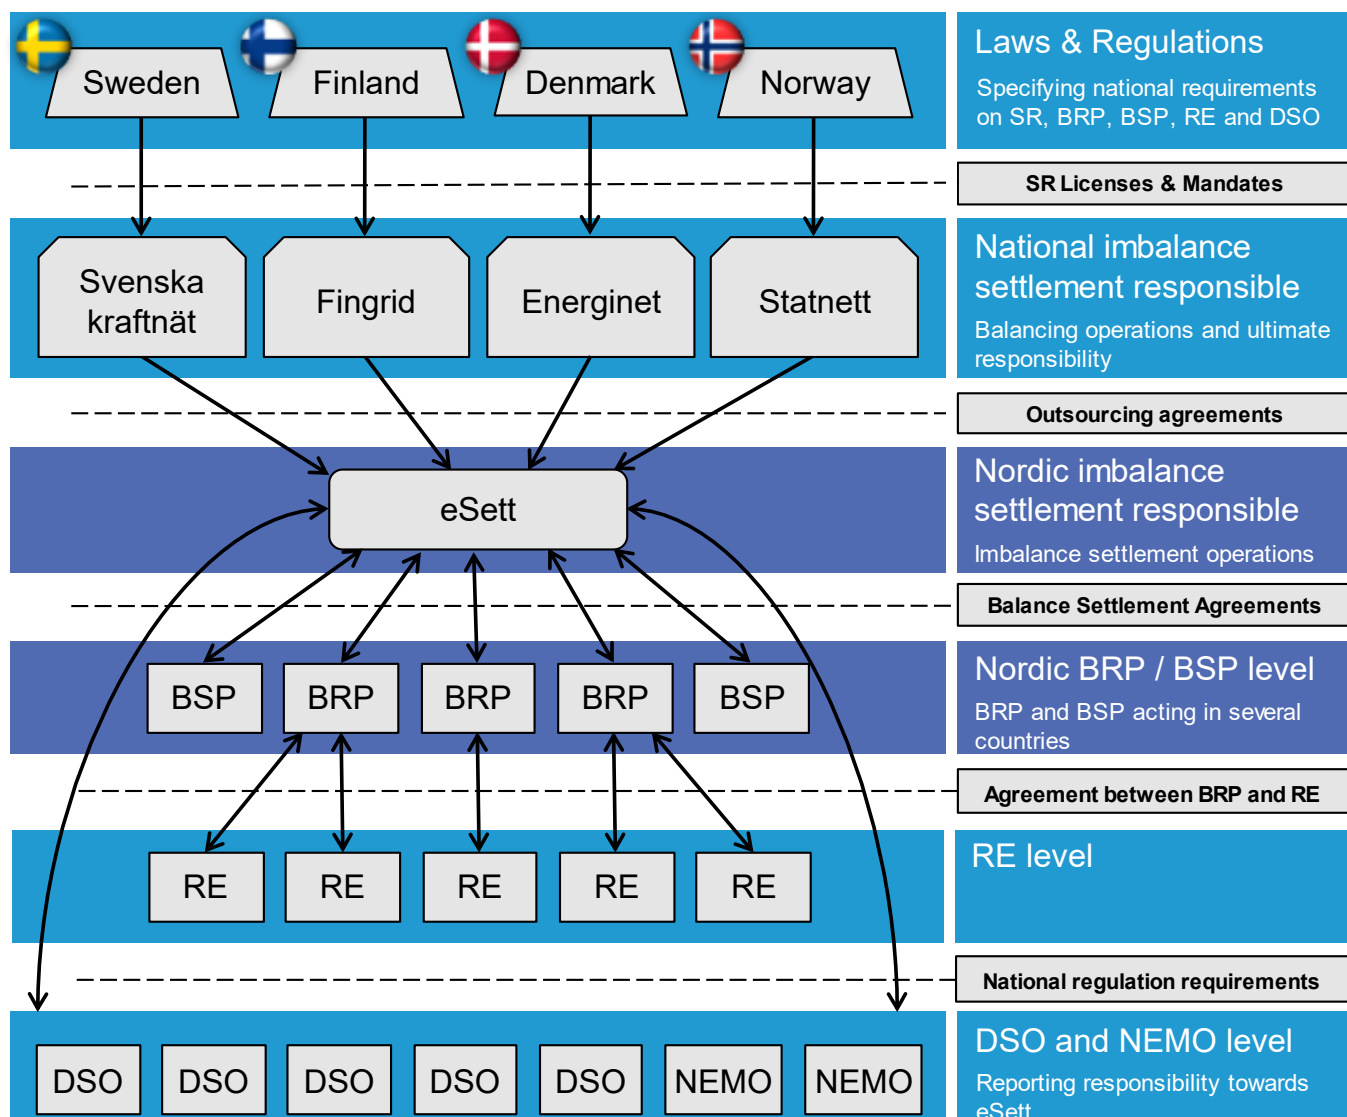 Sweden
Finland
Denmark
Norway
Laws & Regulations
Specifying national requirements
on SR, BRP, BSP, RE and DSO
SR Licenses & Mandates
Svenska
kraftnät
Fingrid
Energinet
Statnett
National imbalance
settlement responsible
Balancing operations and ultimate
responsibility
Outsourcing agreements
eSett
Nordic imbalance
settlement responsible
Imbalance settlement operations
Balance Settlement Agreements
BSP
BRP
BRP
BRP
BSP
Nordic BRP / BSP level
BRP and BSP acting in several
countries
Agreement between BRP and RE
RE
RE
RE
RE
RE
RE level
National regulation requirements
DSO
DSO
DSO
DSO
DSO
NEMO
NEMO
DSO and NEMO level
Reporting responsibility towards
eSett